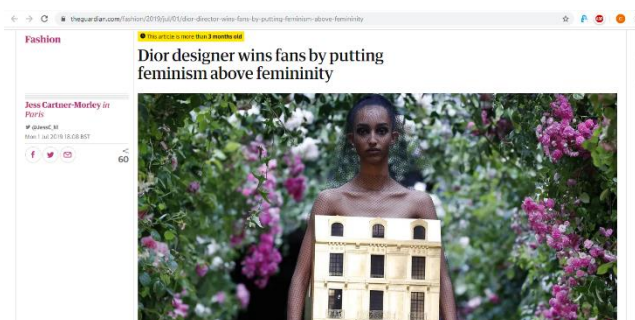 theguardian.com/fashion/2019/jul/01/dior-director-wins-fans-by-putting-feminism-above-femininity
Fashion
This article is more than 3 months old
Dior designer wins fans by putting
feminism above femininity
Jess Cartner-Morley in
Paris
@JessC_M
Mon 1 Jul 2019 18.08 BST
60